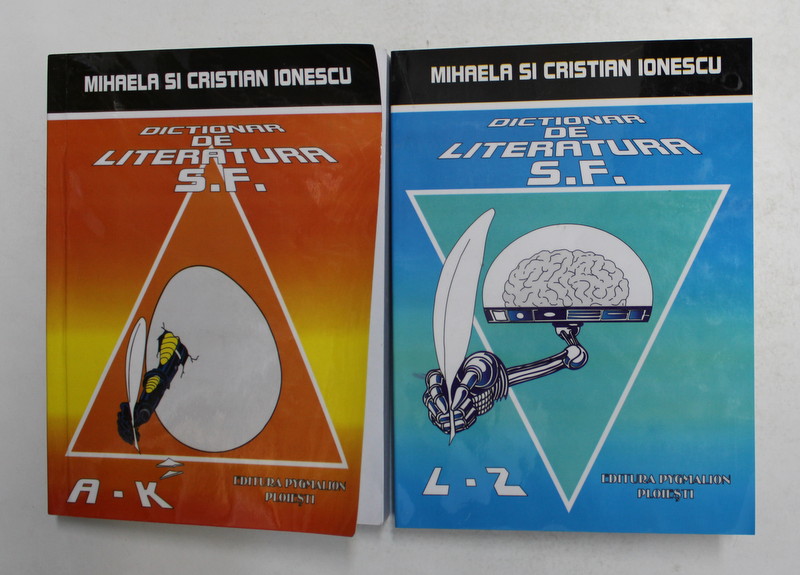 MIHAELA SI CRISTIAN IONESCU
DICTIONAR
DE
LITERATURA
S.F.
A - K
EDITURA PYGMALION
PLOIEȘTI
MIHAELA SI CRISTIAN IONESCU
DICTIONAR
DE
LITERATURA
S.F.
L - Z
EDITURA PYGMALION
PLOIEȘTI